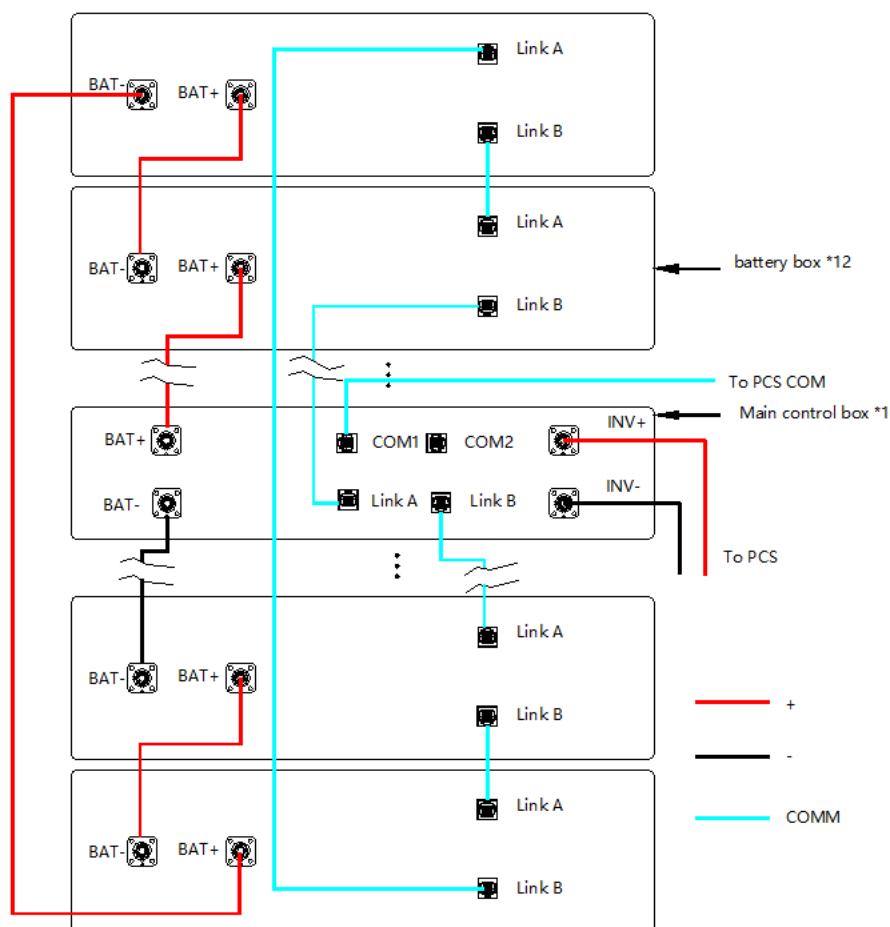 Link A
BAT-
BAT+
Link B
Link A
BAT-
BAT+
battery box *12
Link B
To PCS COM
Main control box *1
INV+
BAT+
COM1
COM2
INV-
BAT-
Link A
Link B
To PCS
Link A
BAT-
BAT+
Link B
+
-
Link A
COMM
BAT-
BAT+
Link B